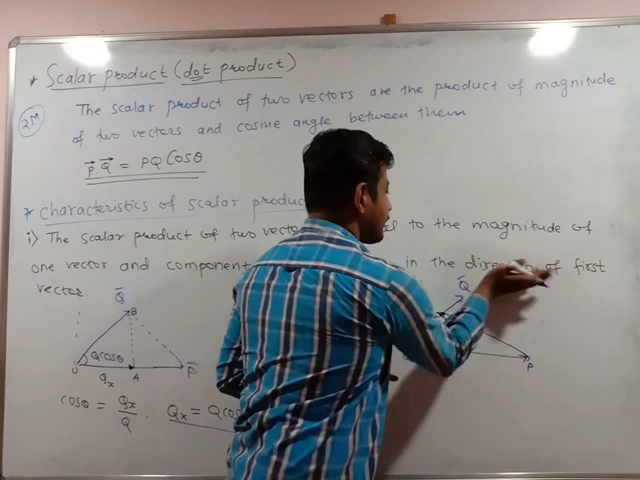 * Scalar product (dot product)
2M
The scalar product of two vectors are the product of magnitude
of two vectors and cosine angle between them
P.Q = PQ Cosθ
* Characteristics of scalar produc
i> The scalar product of two vecto to the magnitude of
one vector and component in the direction of first
vector.
Q
B
Q
Qcosθ
O
A
P
P
Qx
cosθ = Qx/Q ∴ Qx = Qcos